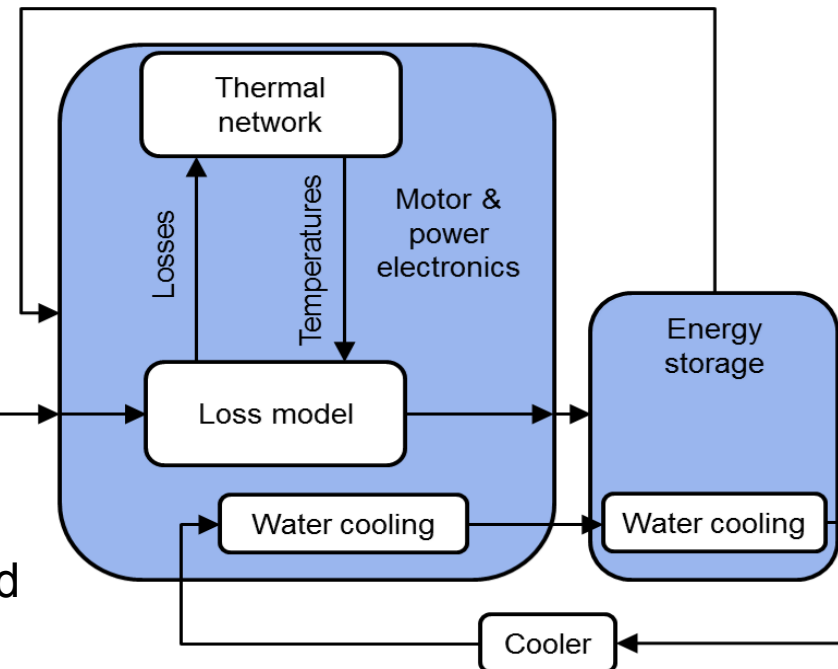 Thermal
network
Losses
Temperatures
Motor &
power
electronics
Energy
storage
Loss model
Water cooling
Water cooling
d
Cooler